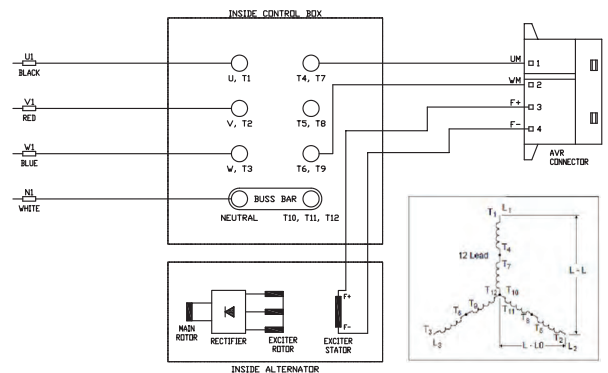 INSIDE CONTROL BOX
U1
BLACK
V1
RED
W1
BLUE
N1
WHITE
U, T1
T4, T7
V, T2
T5, T8
W, T3
T6, T9
BUSS BAR
NEUTRAL
T10, T11, T12
UM
1
WM
2
F+
3
F-
4
AVR
CONNECTOR
F+
F-
MAIN
ROTOR
RECTIFIER
EXCITER
ROTOR
EXCITER
STATOR
INSIDE ALTERNATOR
T1 L1
T4
12 Lead
T7
L - L
T12 T10
T9 T11
T6 T8
T3 T5
T2
L3 L2
L - L0